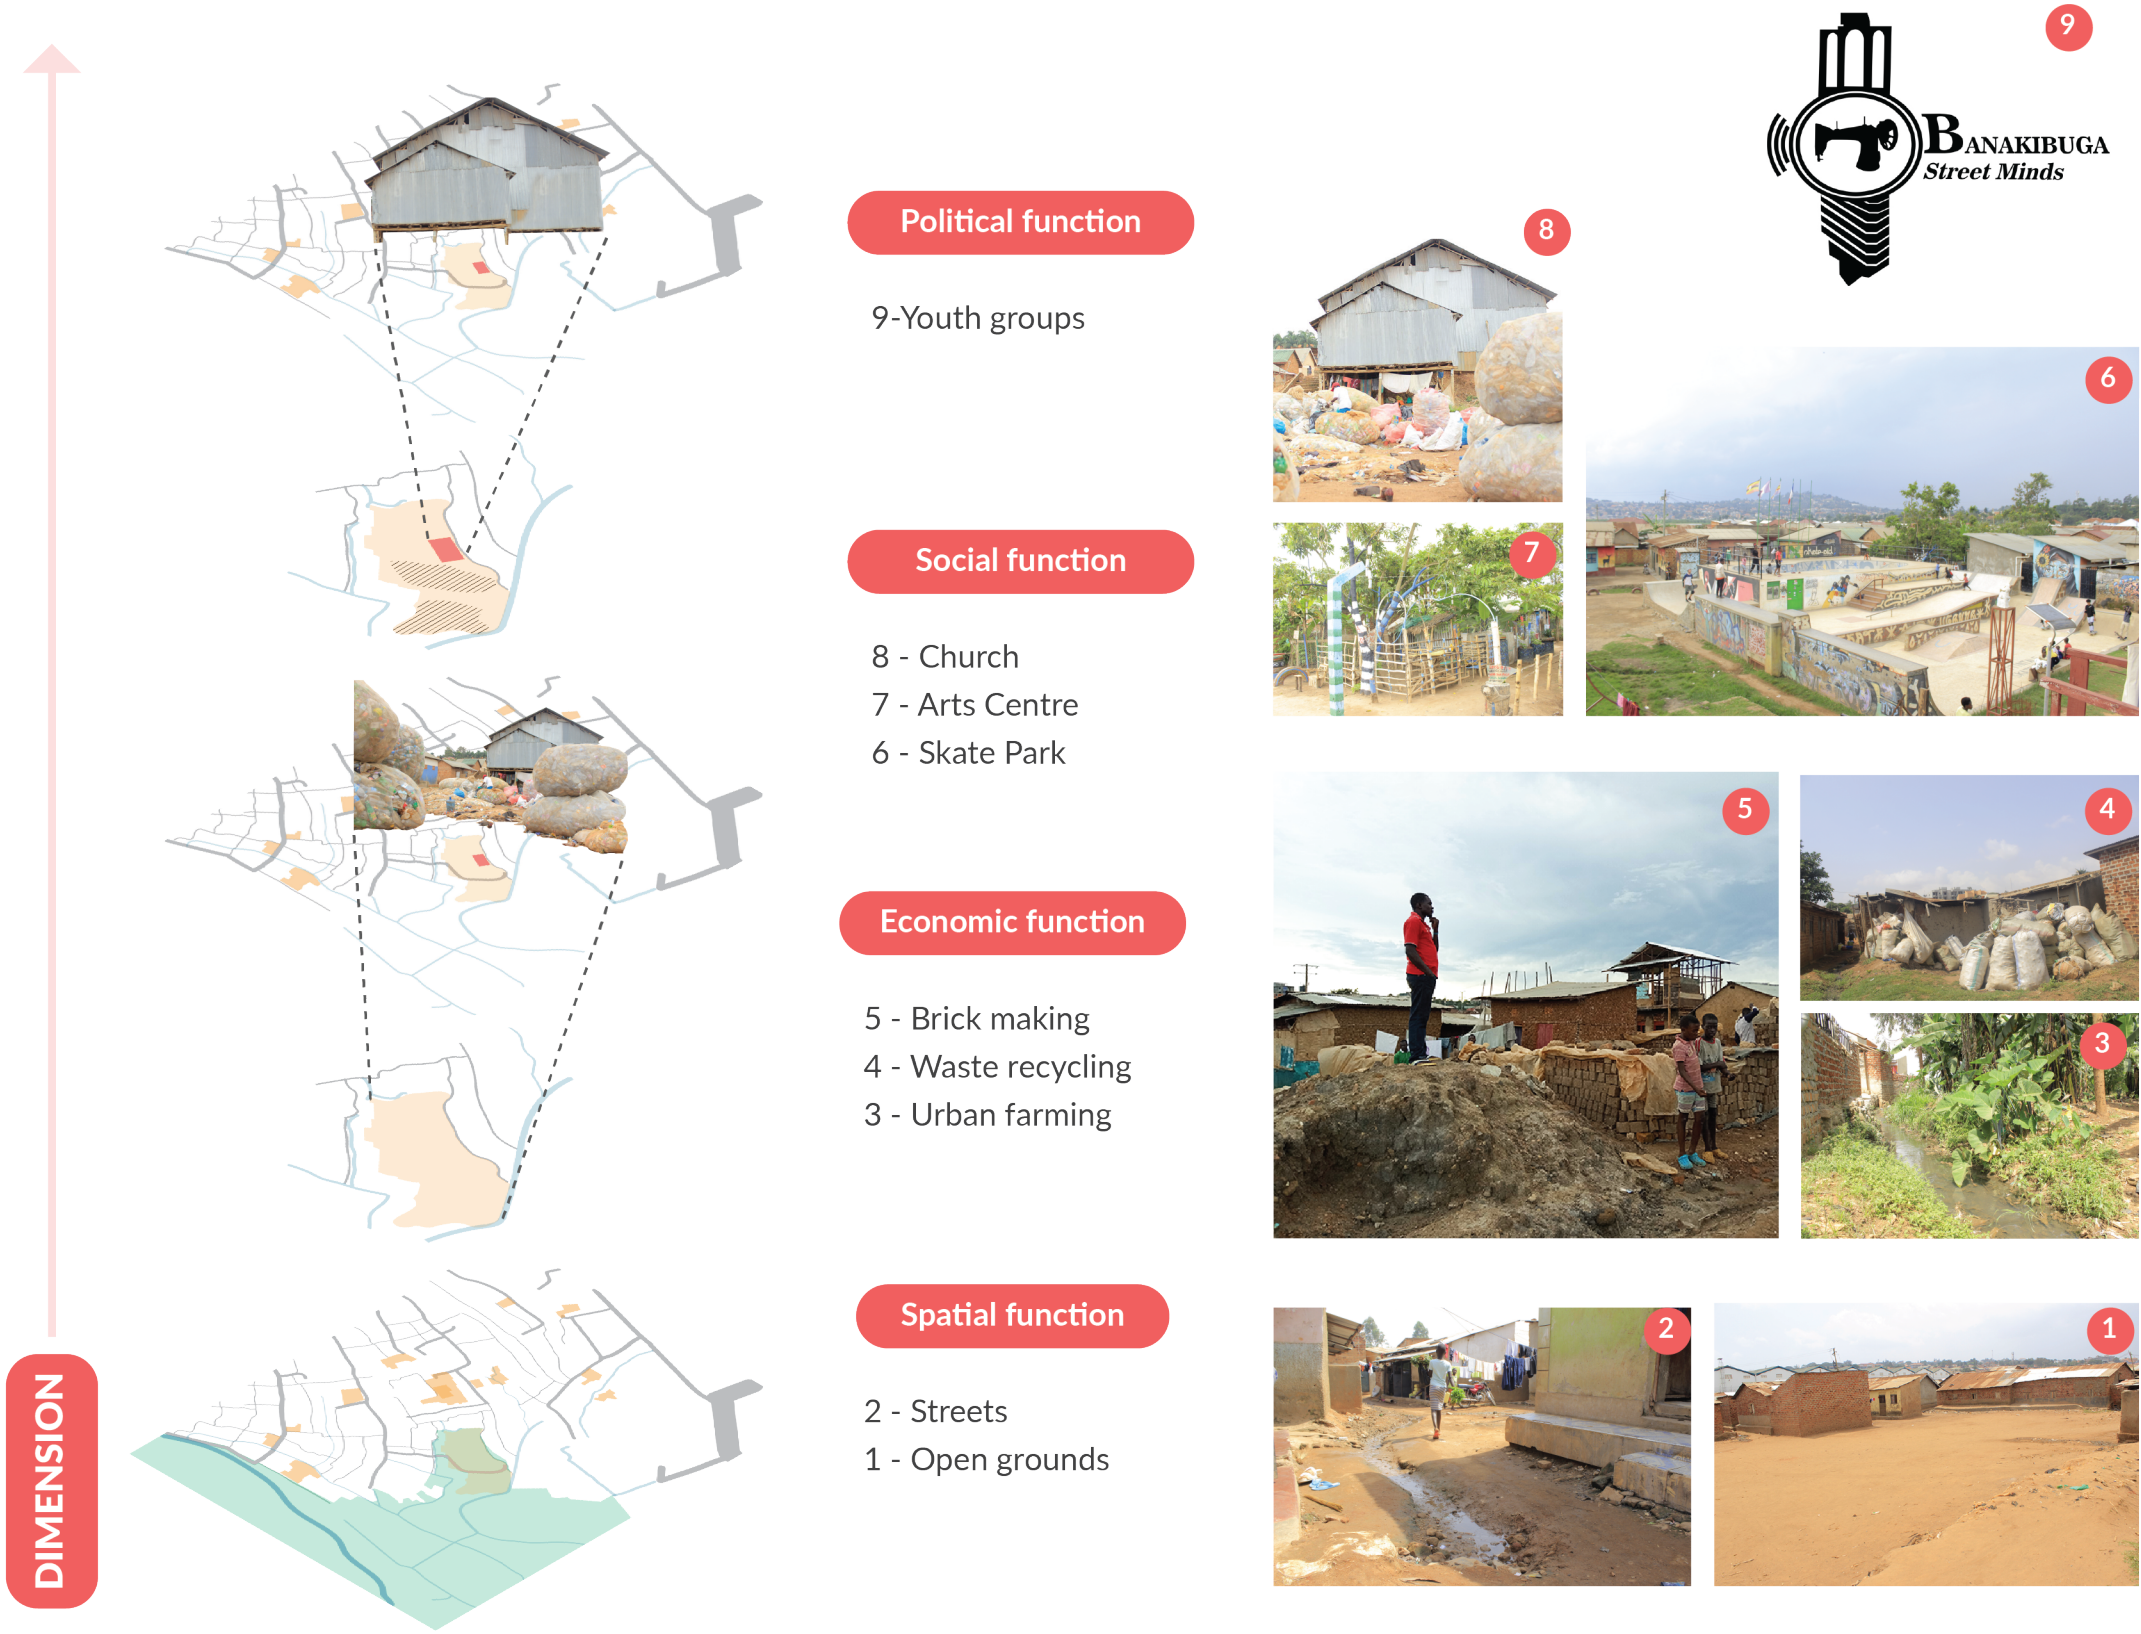 9
BANAKIBUGA
Street Minds
Political function
8
9-Youth groups
6
Social function
7
8 - Church
7 - Arts Centre
6 - Skate Park
5
4
Economic function
5 - Brick making
3
4 - Waste recycling
3 - Urban farming
Spatial function
2
1
2 - Streets
1 - Open grounds
DIMENSION